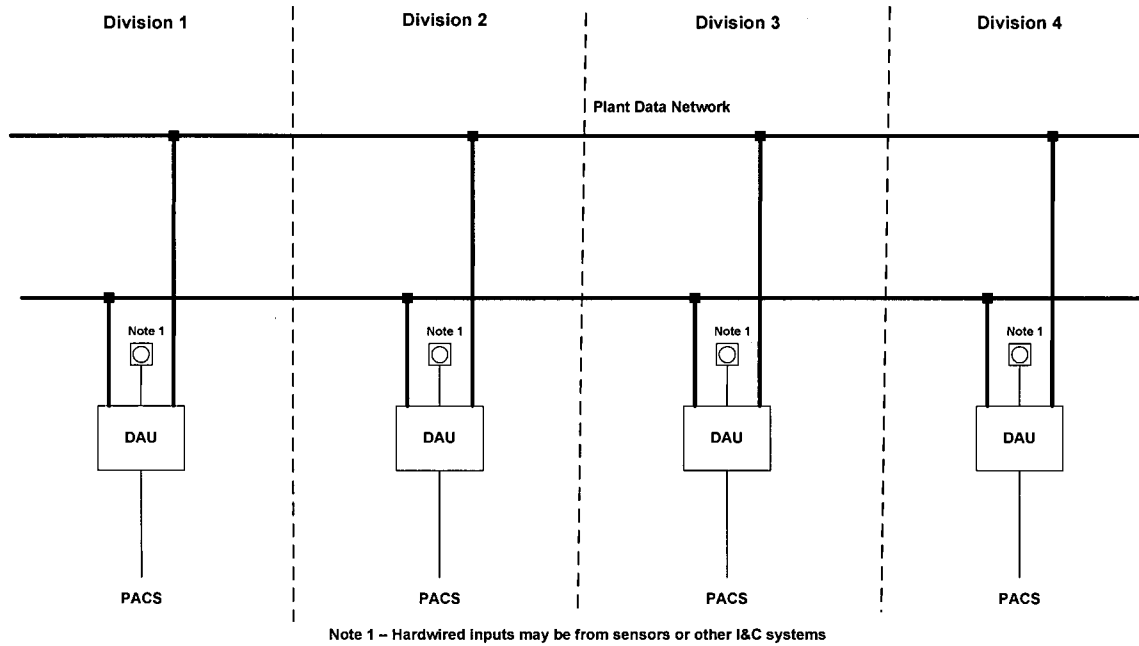 Division 1
Division 2
Division 3
Division 4
Plant Data Network
Note 1
Note 1
Note 1
Note 1
DAU
DAU
DAU
DAU
PACS
PACS
PACS
PACS
Note 1 – Hardwired inputs may be from sensors or other I&C systems